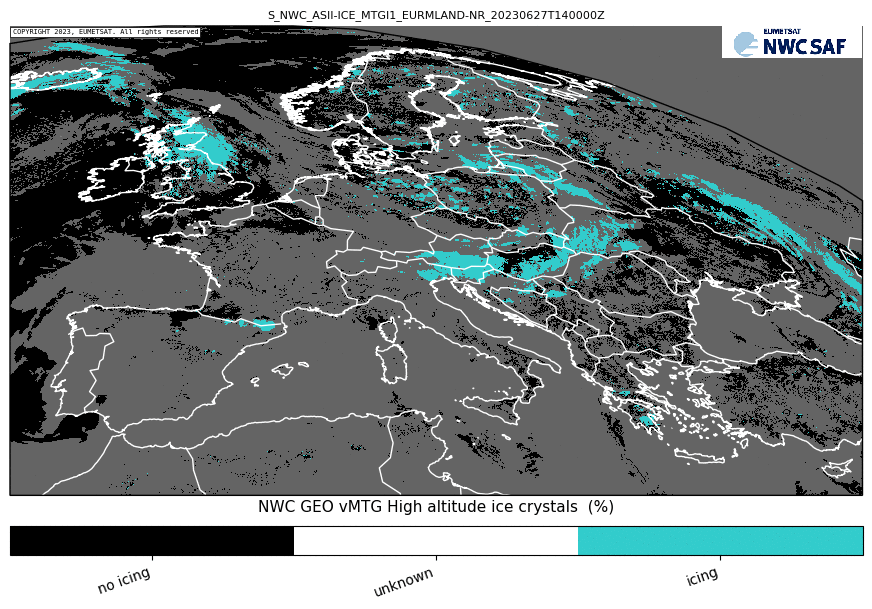 S_NWC_ASII-ICE_MTGI1_EURMLAND-NR_20230627T140000Z
COPYRIGHT 2023, EUMETSAT. All rights reserved
EUMETSAT
NWC SAF
NWC GEO vMTG High altitude ice crystals (%)
no icing
unknown
icing